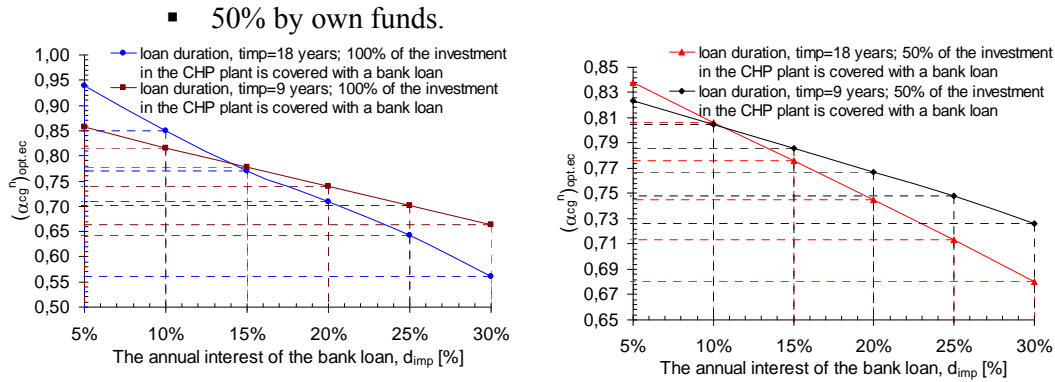 ▪ 50% by own funds.
1,00
0,95
0,90
0,85
0,80
0,75
0,70
0,65
0,60
0,55
0,50
(αcgⁿ)opt.ec
loan duration, timp=18 years; 100% of the investment
in the CHP plant is covered with a bank loan
loan duration, timp=9 years; 100% of the investment
in the CHP plant is covered with a bank loan
5% 10% 15% 20% 25% 30%
The annual interest of the bank loan, dimp [%]
0,85
0,83
0,81
0,79
0,77
0,75
0,73
0,71
0,69
0,67
0,65
(αcgⁿ)opt.ec
loan duration, timp=18 years; 50% of the investment
in the CHP plant is covered with a bank loan
loan duration, timp=9 years; 50% of the investment
in the CHP plant is covered with a bank loan
5% 10% 15% 20% 25% 30%
The annual interest of the bank loan, dimp [%]